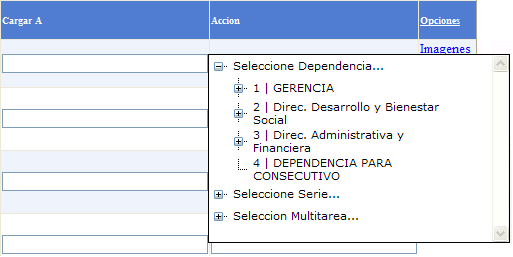 Cargar A
Accion
Opciones
Imagenes
Seleccione Dependencia...
1 | GERENCIA
2 | Direc. Desarrollo y Bienestar
Social
3 | Direc. Administrativa y
Financiera
4 | DEPENDENCIA PARA
CONSECUTIVO
Seleccione Serie...
Seleccion Multitarea...